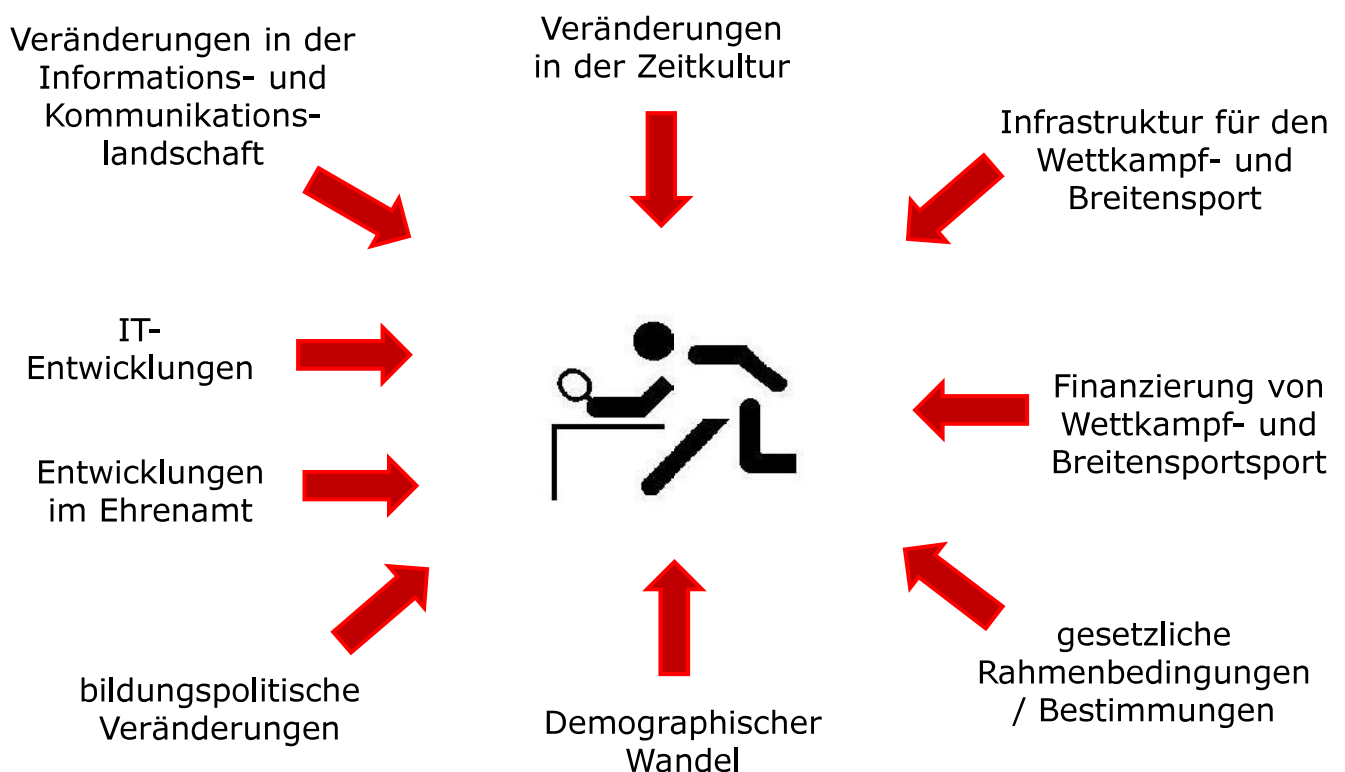 Veränderungen in der
Informations- und
Kommunikations-
landschaft
Veränderungen
in der Zeitkultur
Infrastruktur für den
Wettkampf- und
Breitensport
IT-
Entwicklungen
Finanzierung von
Wettkampf- und
Breitensportsport
Entwicklungen
im Ehrenamt
bildungspolitische
Veränderungen
Demographischer
Wandel
gesetzliche
Rahmenbedingungen
/ Bestimmungen